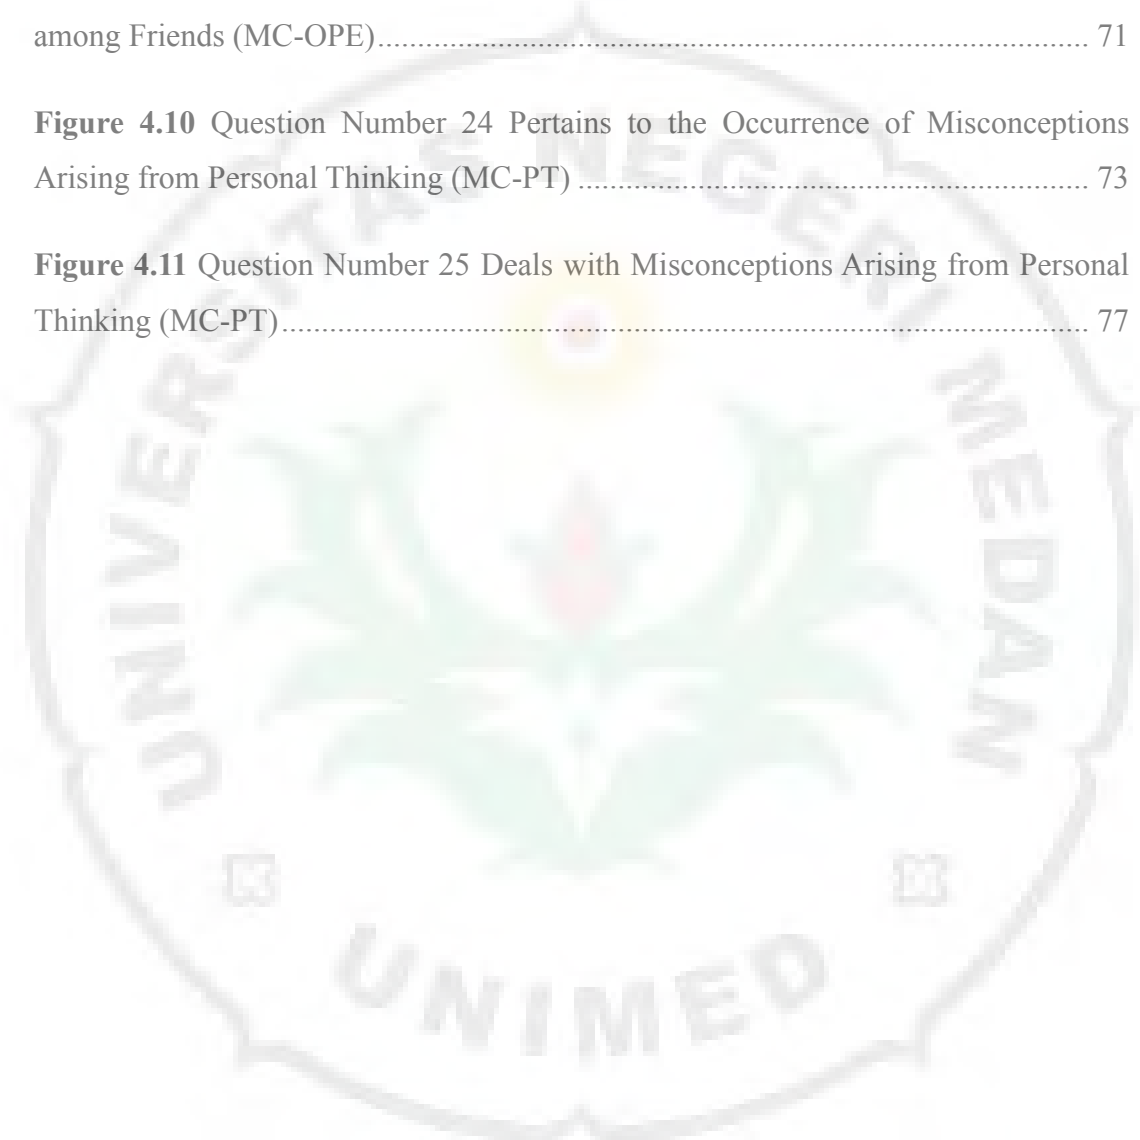 among Friends (MC-OPE)............................................................................. 71
Figure 4.10 Question Number 24 Pertains to the Occurrence of Misconceptions
Arising from Personal Thinking (MC-PT) ....................................................... 73
Figure 4.11 Question Number 25 Deals with Misconceptions Arising from Personal
Thinking (MC-PT)....................................................................................... 77
UNIVERSITAS NEGERI MEDAN
UNIMED